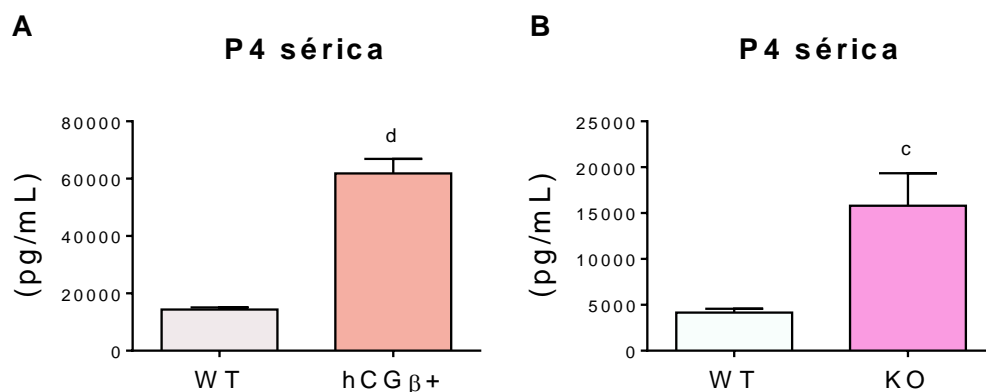 A
P4 sérica
(pg/mL)
80000
60000
40000
20000
0
d
WT
hCGβ+
B
P4 sérica
(pg/mL)
25000
20000
15000
10000
5000
0
c
WT
KO